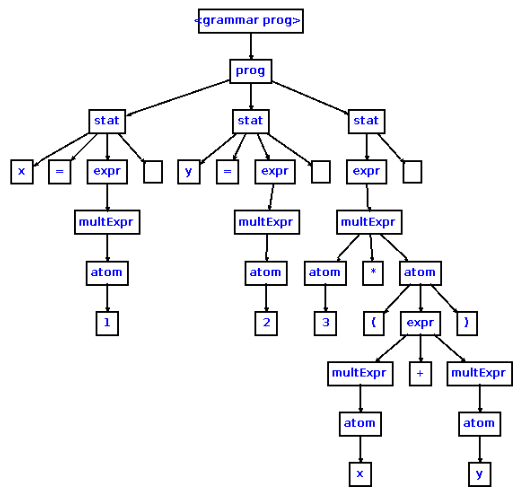 <grammar prog>
prog
stat stat stat
x = expr y = expr expr
multExpr multExpr multExpr
atom atom atom * atom
1 2 3 ( expr )
multExpr + multExpr
atom atom
x y